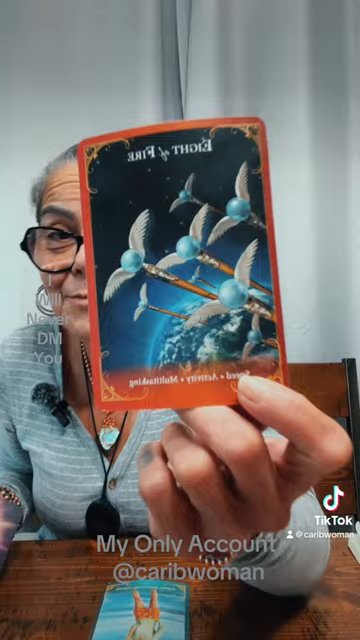 EIGHT of FIRE
Will
Never
DM
You
Speed • Activity • Multitasking
TikTok
@caribwoman
My Only Account
@caribwoman